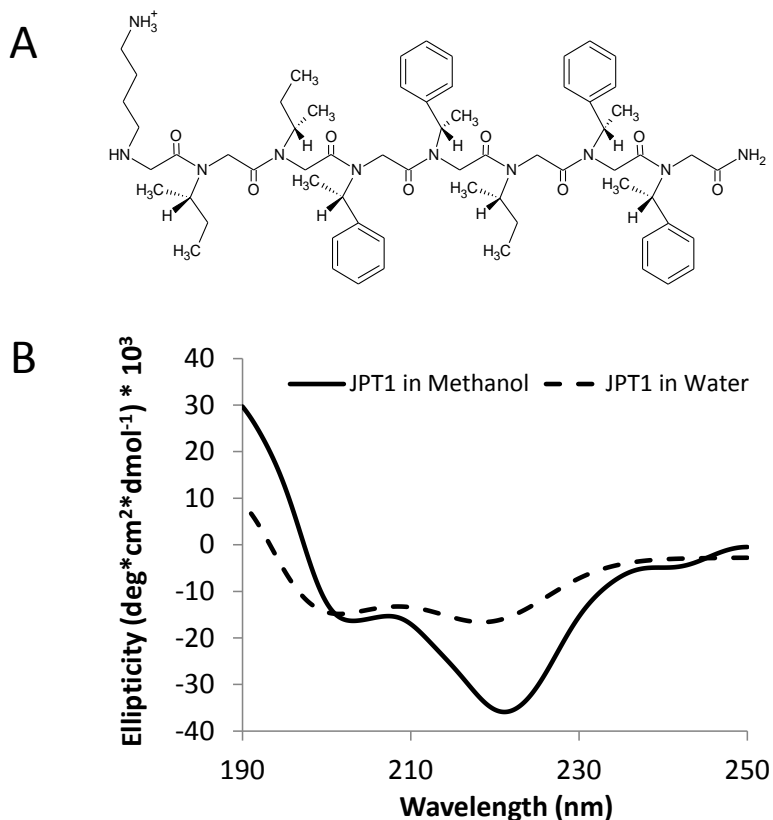 A
NH₃⁺
CH₃
H₃C
CH₃
CH₃
CH₃
O
O
O
O
H
H
H
HN
N
N
N
N
N
N
N
NH₂
O
O
O
O
H₃C
H₃C
H₃C
H
H
H
H
H₃C
H₃C
B
JPT1 in Methanol
JPT1 in Water
Ellipticity (deg*cm²*dmol⁻¹) * 10³
40
30
20
10
0
-10
-20
-30
-40
190
210
230
250
Wavelength (nm)